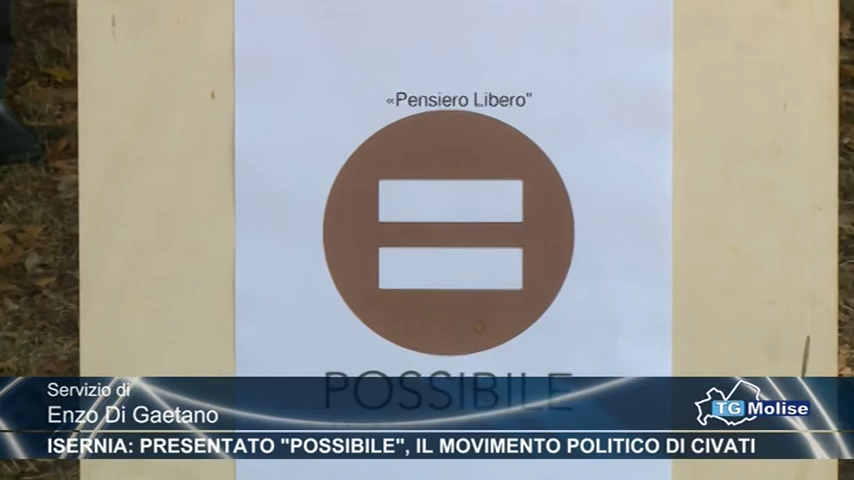 «Pensiero Libero"
POSSIBILE
Servizio di
Enzo Di Gaetano
TG Molise
ISERNIA: PRESENTATO "POSSIBILE", IL MOVIMENTO POLITICO DI CIVATI